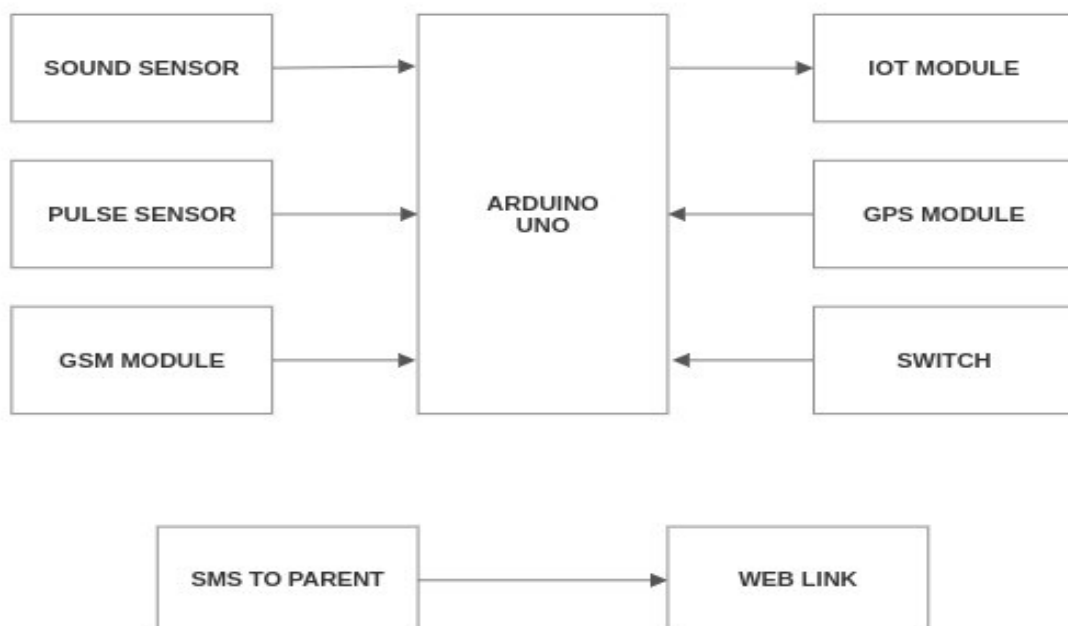 SOUND SENSOR
IOT MODULE
PULSE SENSOR
ARDUINO
UNO
GPS MODULE
GSM MODULE
SWITCH
SMS TO PARENT
WEB LINK